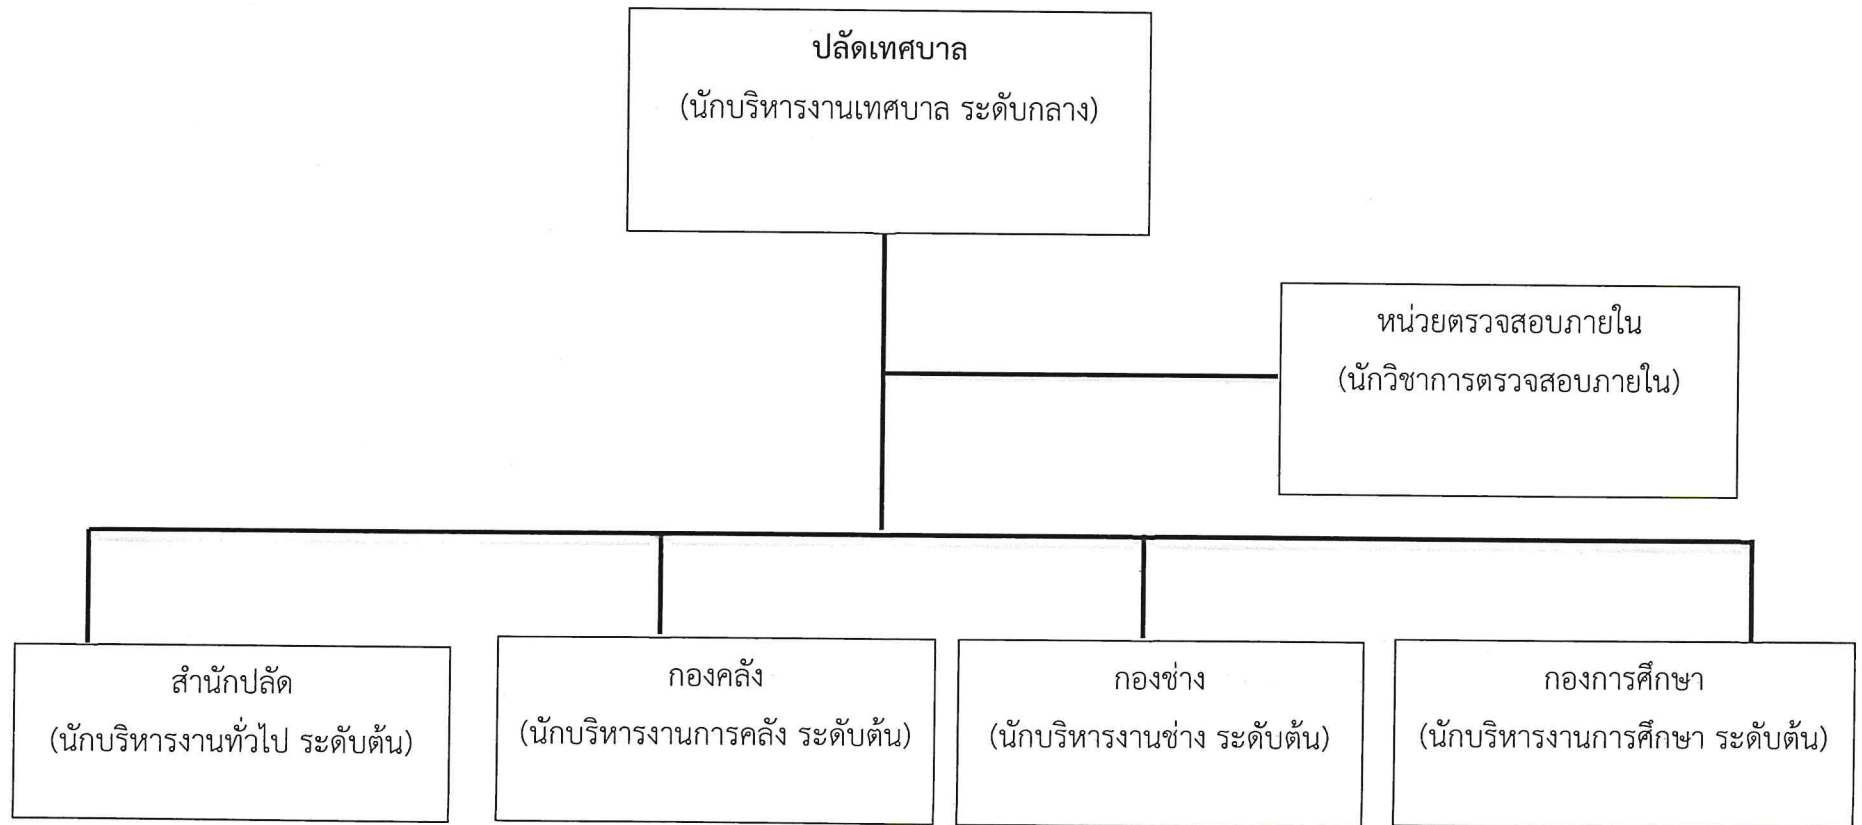 ปลัดเทศบาล
(นักบริหารงานเทศบาล ระดับกลาง)
หน่วยตรวจสอบภายใน
(นักวิชาการตรวจสอบภายใน)
สำนักปลัด
(นักบริหารงานทั่วไป ระดับต้น)
กองคลัง
(นักบริหารงานการคลัง ระดับต้น)
กองช่าง
(นักบริหารงานช่าง ระดับต้น)
กองการศึกษา
(นักบริหารงานการศึกษา ระดับต้น)